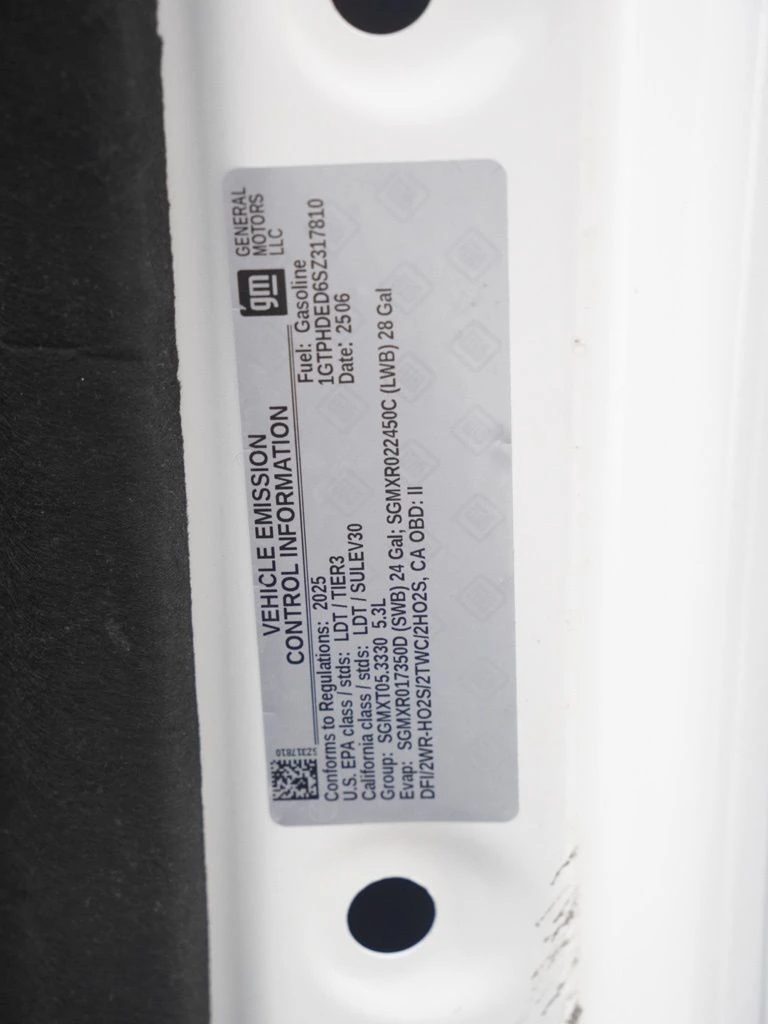 VEHICLE EMISSION
CONTROL INFORMATION
gm
GENERAL
MOTORS
LLC
Fuel: Gasoline
1GTPHDED6SZ317810
Date: 2506
SZ317810
Conforms to Regulations: 2025
U.S. EPA class / stds: LDT / TIER3
California class / stds: LDT / SULEV30
Group: SGMXT05.3330 5.3L
Evap: SGMXR017350D (SWB) 24 Gal; SGMXR022450C (LWB) 28 Gal
DFI/2WR-HO2S/2TWC/2HO2S, CA OBD: II